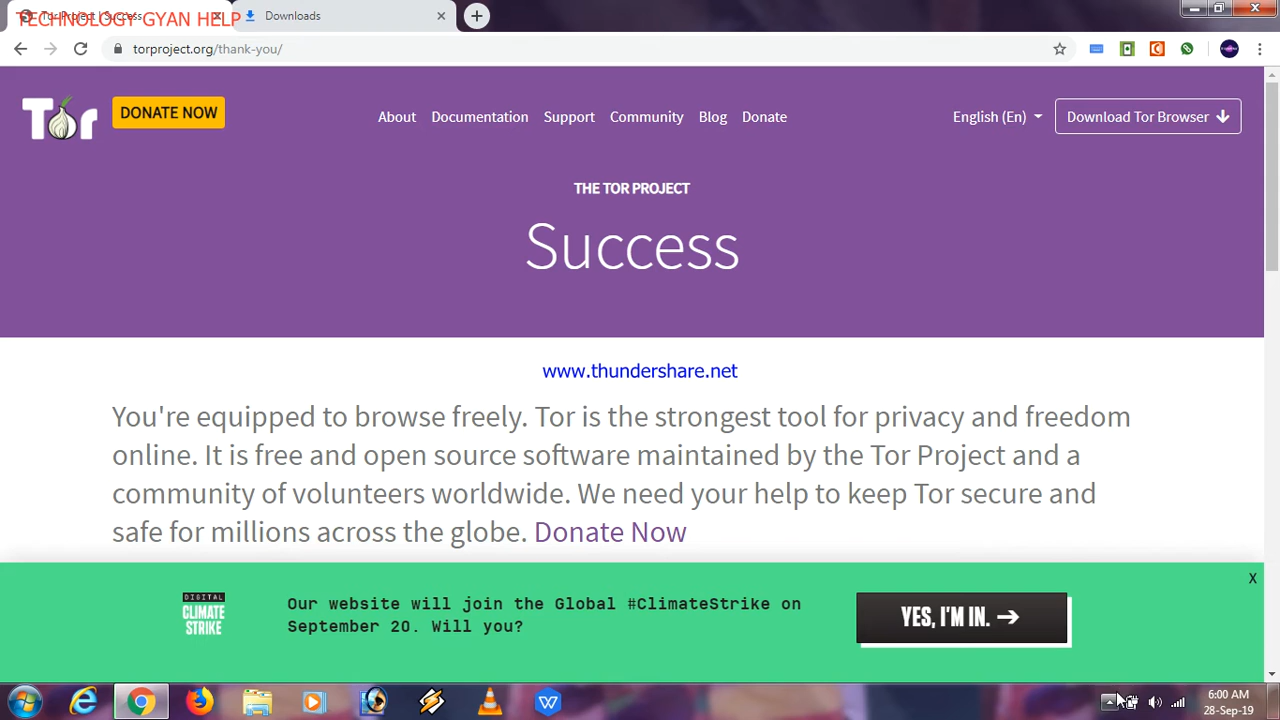 TECHNOLOGY GYAN HELP
Downloads
torproject.org/thank-you/
Tor
DONATE NOW
About
Documentation
Support
Community
Blog
Donate
English (En)
Download Tor Browser
THE TOR PROJECT
Success
www.thundershare.net
You're equipped to browse freely. Tor is the strongest tool for privacy and freedom
online. It is free and open source software maintained by the Tor Project and a
community of volunteers worldwide. We need your help to keep Tor secure and
safe for millions across the globe. Donate Now
DIGITAL
CLIMATE
STRIKE
Our website will join the Global #ClimateStrike on
September 20. Will you?
YES, I'M IN.
X
6:00 AM
28-Sep-19